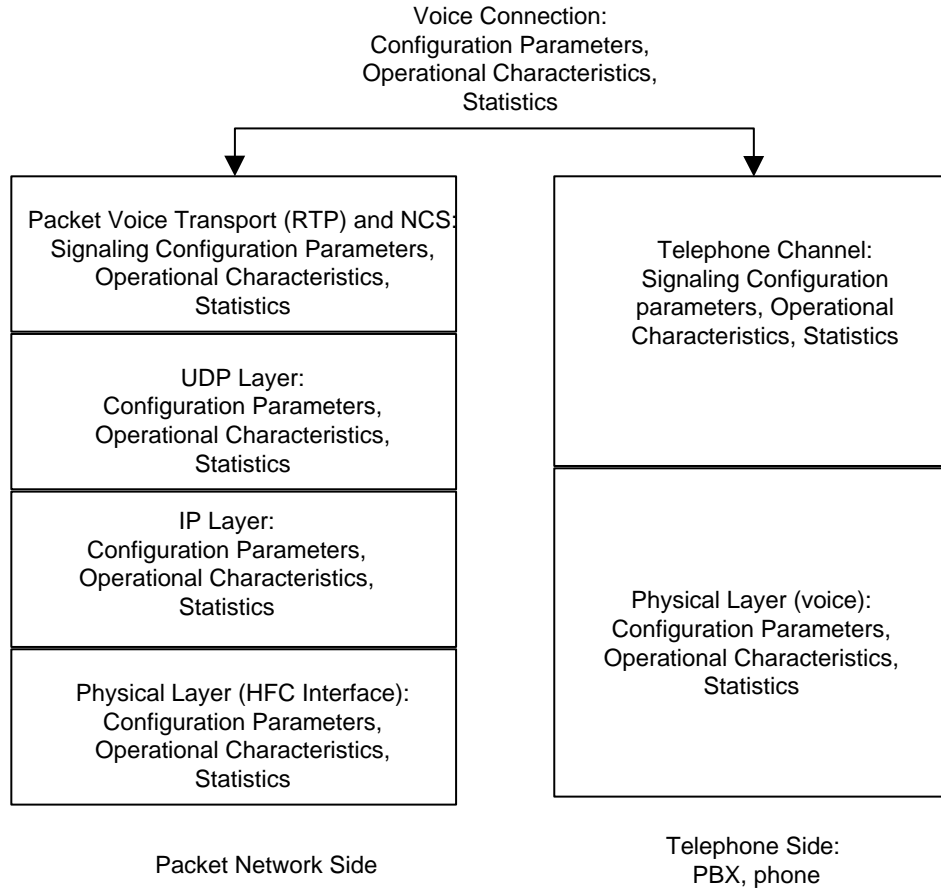 Voice Connection:
Configuration Parameters,
Operational Characteristics,
Statistics
Packet Voice Transport (RTP) and NCS:
Signaling Configuration Parameters,
Operational Characteristics,
Statistics
UDP Layer:
Configuration Parameters,
Operational Characteristics,
Statistics
IP Layer:
Configuration Parameters,
Operational Characteristics,
Statistics
Physical Layer (HFC Interface):
Configuration Parameters,
Operational Characteristics,
Statistics
Packet Network Side
Telephone Channel:
Signaling Configuration
parameters, Operational
Characteristics, Statistics
Physical Layer (voice):
Configuration Parameters,
Operational Characteristics,
Statistics
Telephone Side:
PBX, phone